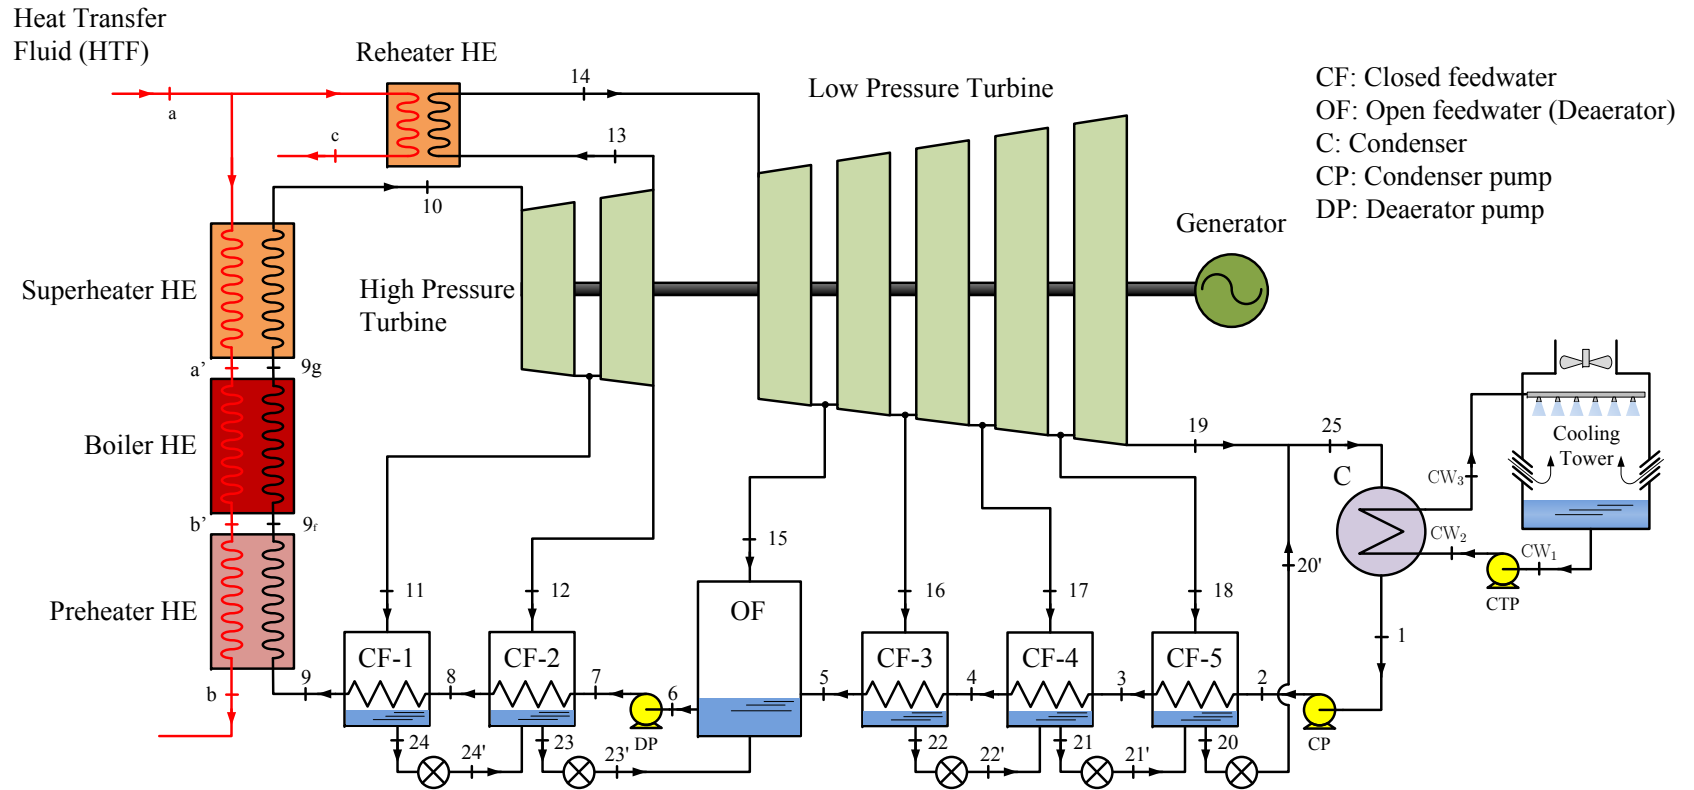 Heat Transfer
Fluid (HTF)
Reheater HE
Low Pressure Turbine
CF: Closed feedwater
OF: Open feedwater (Deaerator)
C: Condenser
CP: Condenser pump
DP: Deaerator pump
a
14
c
13
10
Generator
Superheater HE
High Pressure
Turbine
a’
9g
Boiler HE
b’
9f
Preheater HE
b
19
25
C
Cooling
Tower
CW3
CW2
CW1
CTP
15
20'
11
12
OF
16
17
18
1
CF-1
CF-2
CF-3
CF-4
CF-5
9
8
7
6
5
4
3
2
DP
CP
24
24'
23
23'
22
22'
21
21'
20